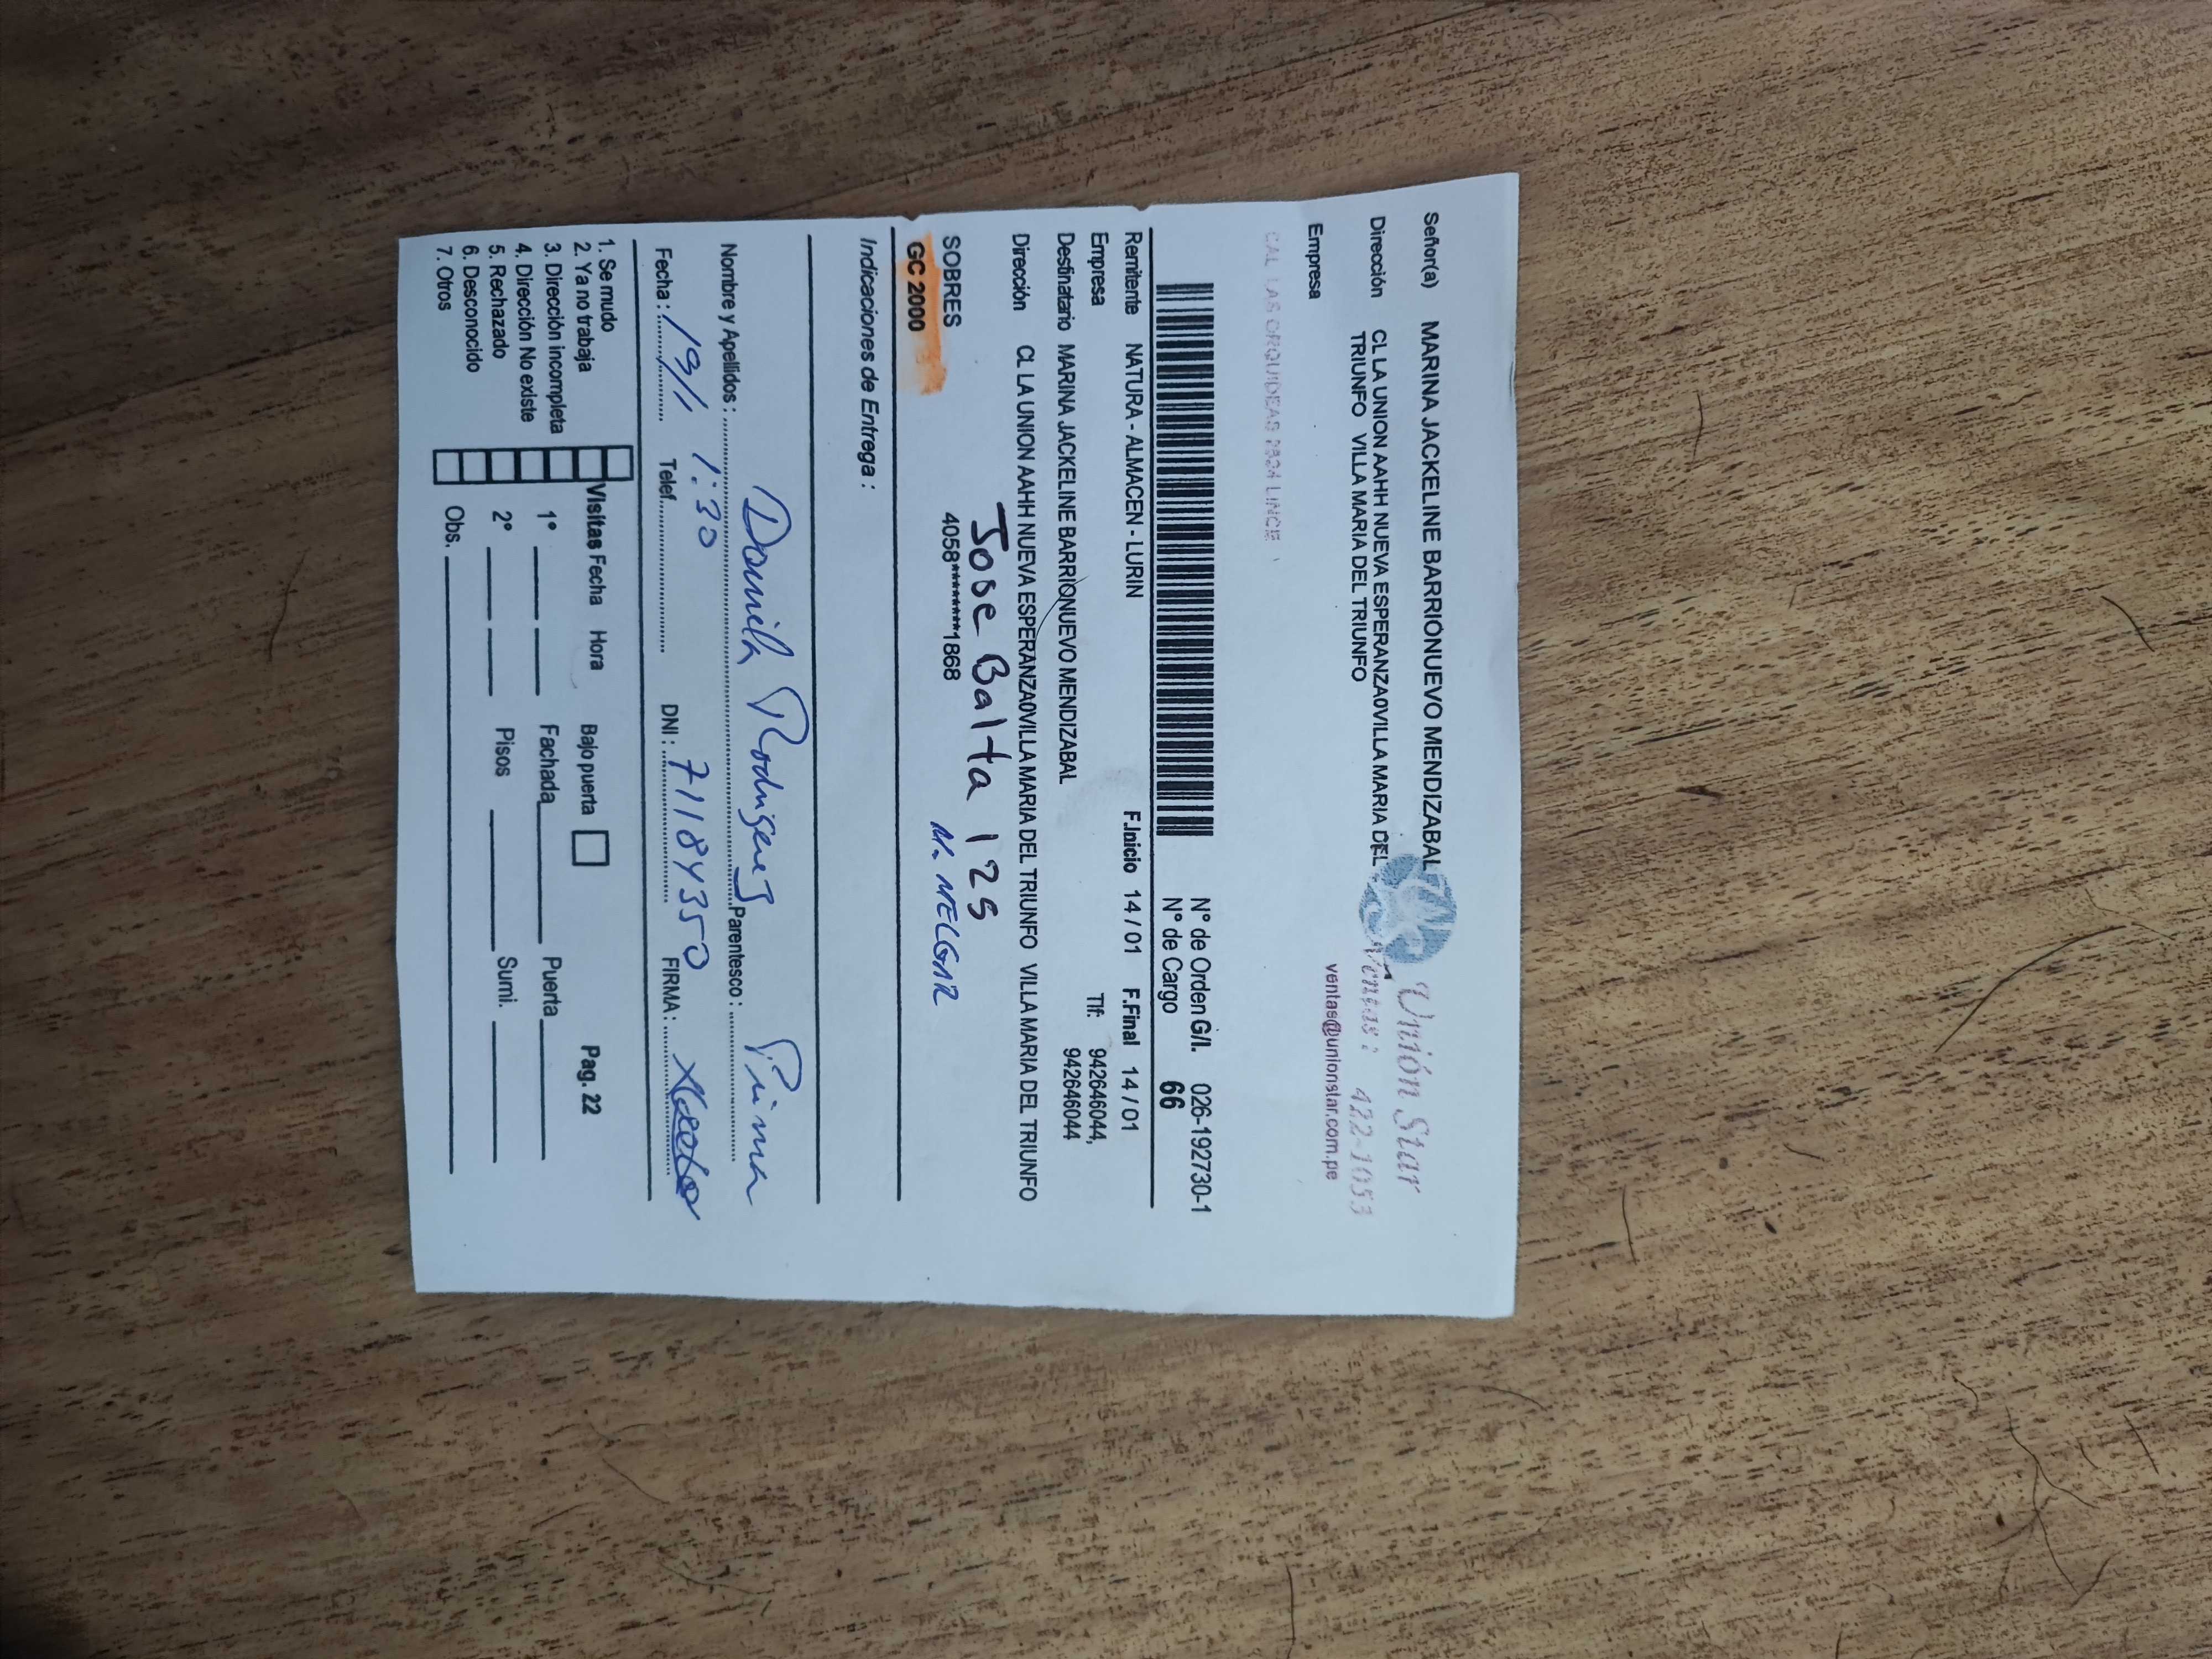 Señor(a) MARINA JACKELINE BARRIONUEVO MENDIZABAL
Unión Star
Dirección CL LA UNION AAHH NUEVA ESPERANZA0VILLA MARIA DEL
TRIUNFO VILLA MARIA DEL TRIUNFO
Ventas: 422-1053
ventas@unionstar.com.pe
Empresa
CAL LAS ORQUIDEAS 2624 LINCE
N° de Orden G/I. 026-192730-1
N° de Cargo 66
Remitente NATURA - ALMACEN - LURIN F.Inicio 14 / 01 F.Final 14 / 01
Empresa Tlf: 942646044,
Destinatario MARINA JACKELINE BARRIONUEVO MENDIZABAL 942646044
Dirección CL LA UNION AAHH NUEVA ESPERANZA0VILLA MARIA DEL TRIUNFO VILLA MARIA DEL TRIUNFO
Jose Balta 125
SOBRES 4058********1868
M. MELGAR
GC 2000
Indicaciones de Entrega :
Nombre y Apellidos : Domila Rodriguez Parentesco : Prima
Fecha : 19/1 1:30 Telef. DNI : 71184350 FIRMA :
1. Se mudo
2. Ya no trabaja
3. Dirección incompleta
4. Dirección No existe
5. Rechazado
6. Desconocido
7. Otros
Visitas Fecha Hora Bajo puerta Pag. 22
1° Fachada Puerta
2° Pisos Sumi.
Obs.